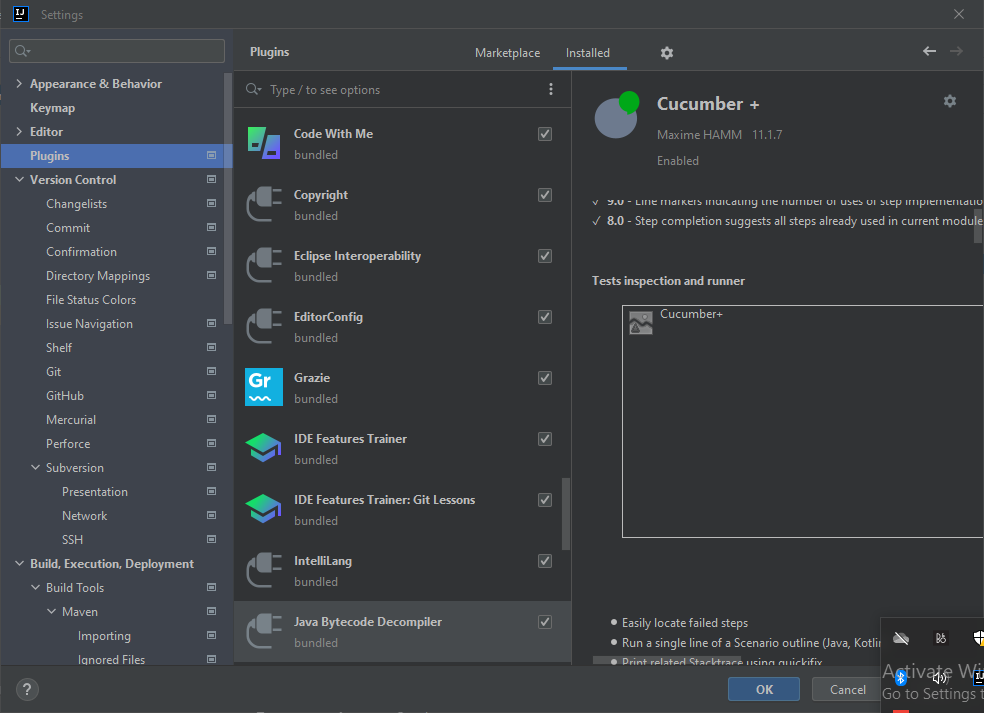 Settings
Appearance & Behavior
Keymap
Editor
Plugins
Version Control
Changelists
Commit
Confirmation
Directory Mappings
File Status Colors
Issue Navigation
Shelf
Git
GitHub
Mercurial
Perforce
Subversion
Presentation
Network
SSH
Build, Execution, Deployment
Build Tools
Maven
Importing
Ignored Files
?
Plugins
Marketplace
Installed
Type / to see options
Code With Me
bundled
Copyright
bundled
Eclipse Interoperability
bundled
EditorConfig
bundled
Gr
Grazie
bundled
IDE Features Trainer
bundled
IDE Features Trainer: Git Lessons
bundled
IntelliLang
bundled
Java Bytecode Decompiler
bundled
Cucumber +
Maxime HAMM 11.1.7
Enabled
✓ 9.0 - Line markers indicating the number of uses of step implementatio
✓ 8.0 - Step completion suggests all steps already used in current module
Tests inspection and runner
Cucumber+
• Easily locate failed steps
• Run a single line of a Scenario outline (Java, Kotli
• Print related Stacktrace using quickfix
Activate Wi
Go to Settings t
OK
Cancel